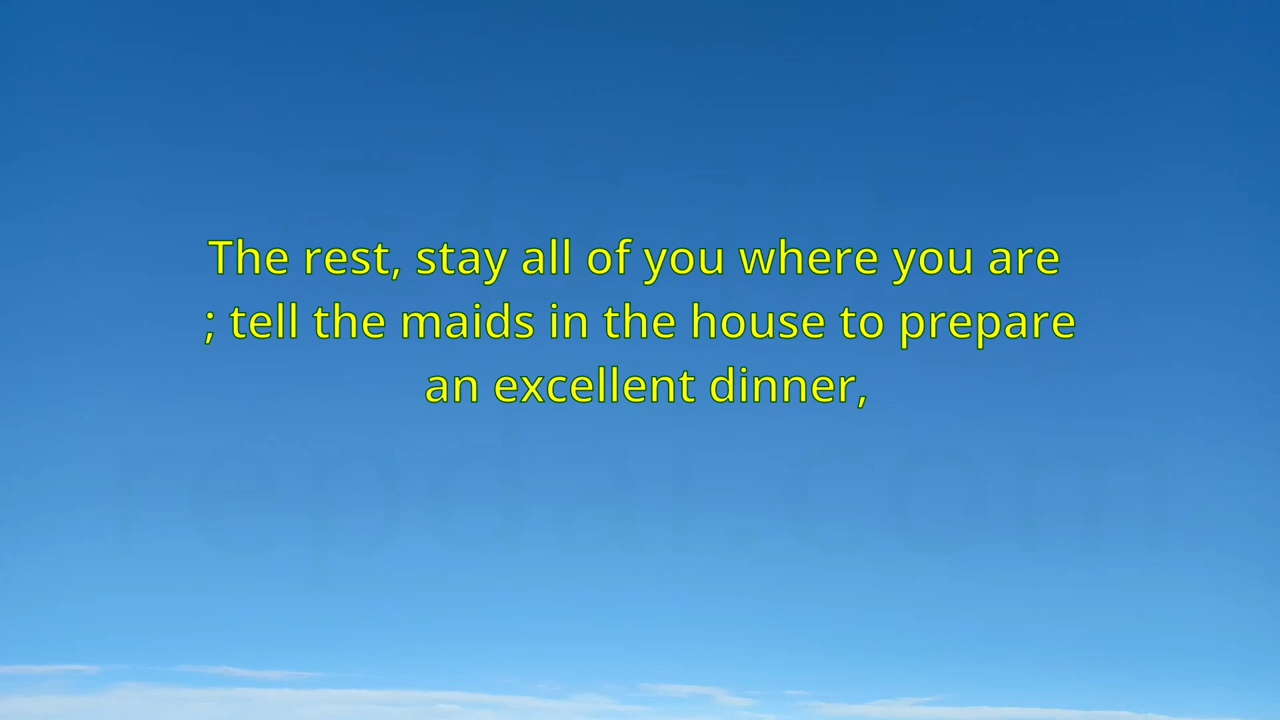 The rest, stay all of you where you are
; tell the maids in the house to prepare
an excellent dinner,